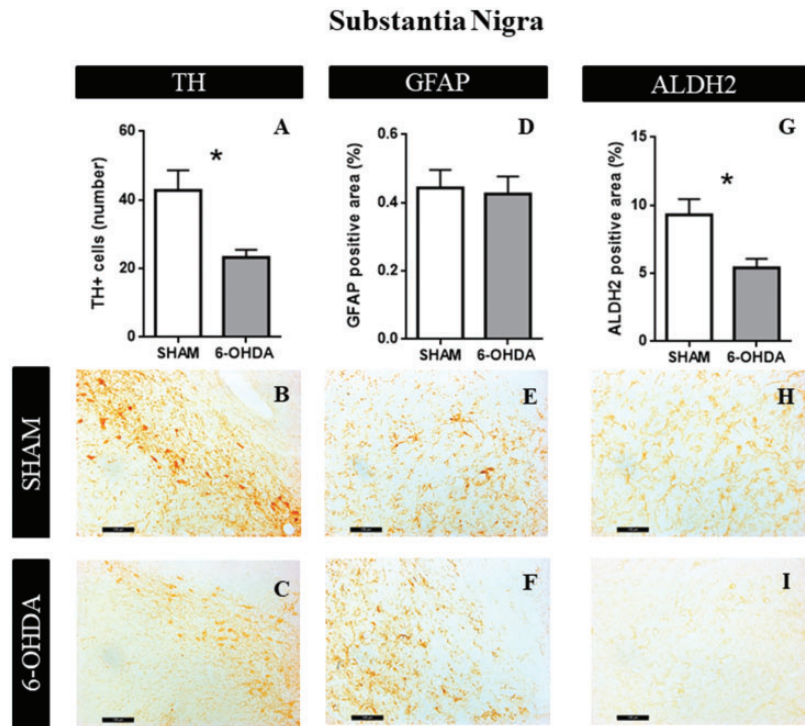 Substantia Nigra
TH
GFAP
ALDH2
A
TH+ cells (number)
60
40
20
0
*
SHAM
6-OHDA
D
GFAP positive area (%)
0.6
0.4
0.2
0.0
SHAM
6-OHDA
G
ALDH2 positive area (%)
15
10
5
0
*
SHAM
6-OHDA
SHAM
B
E
H
6-OHDA
C
F
I